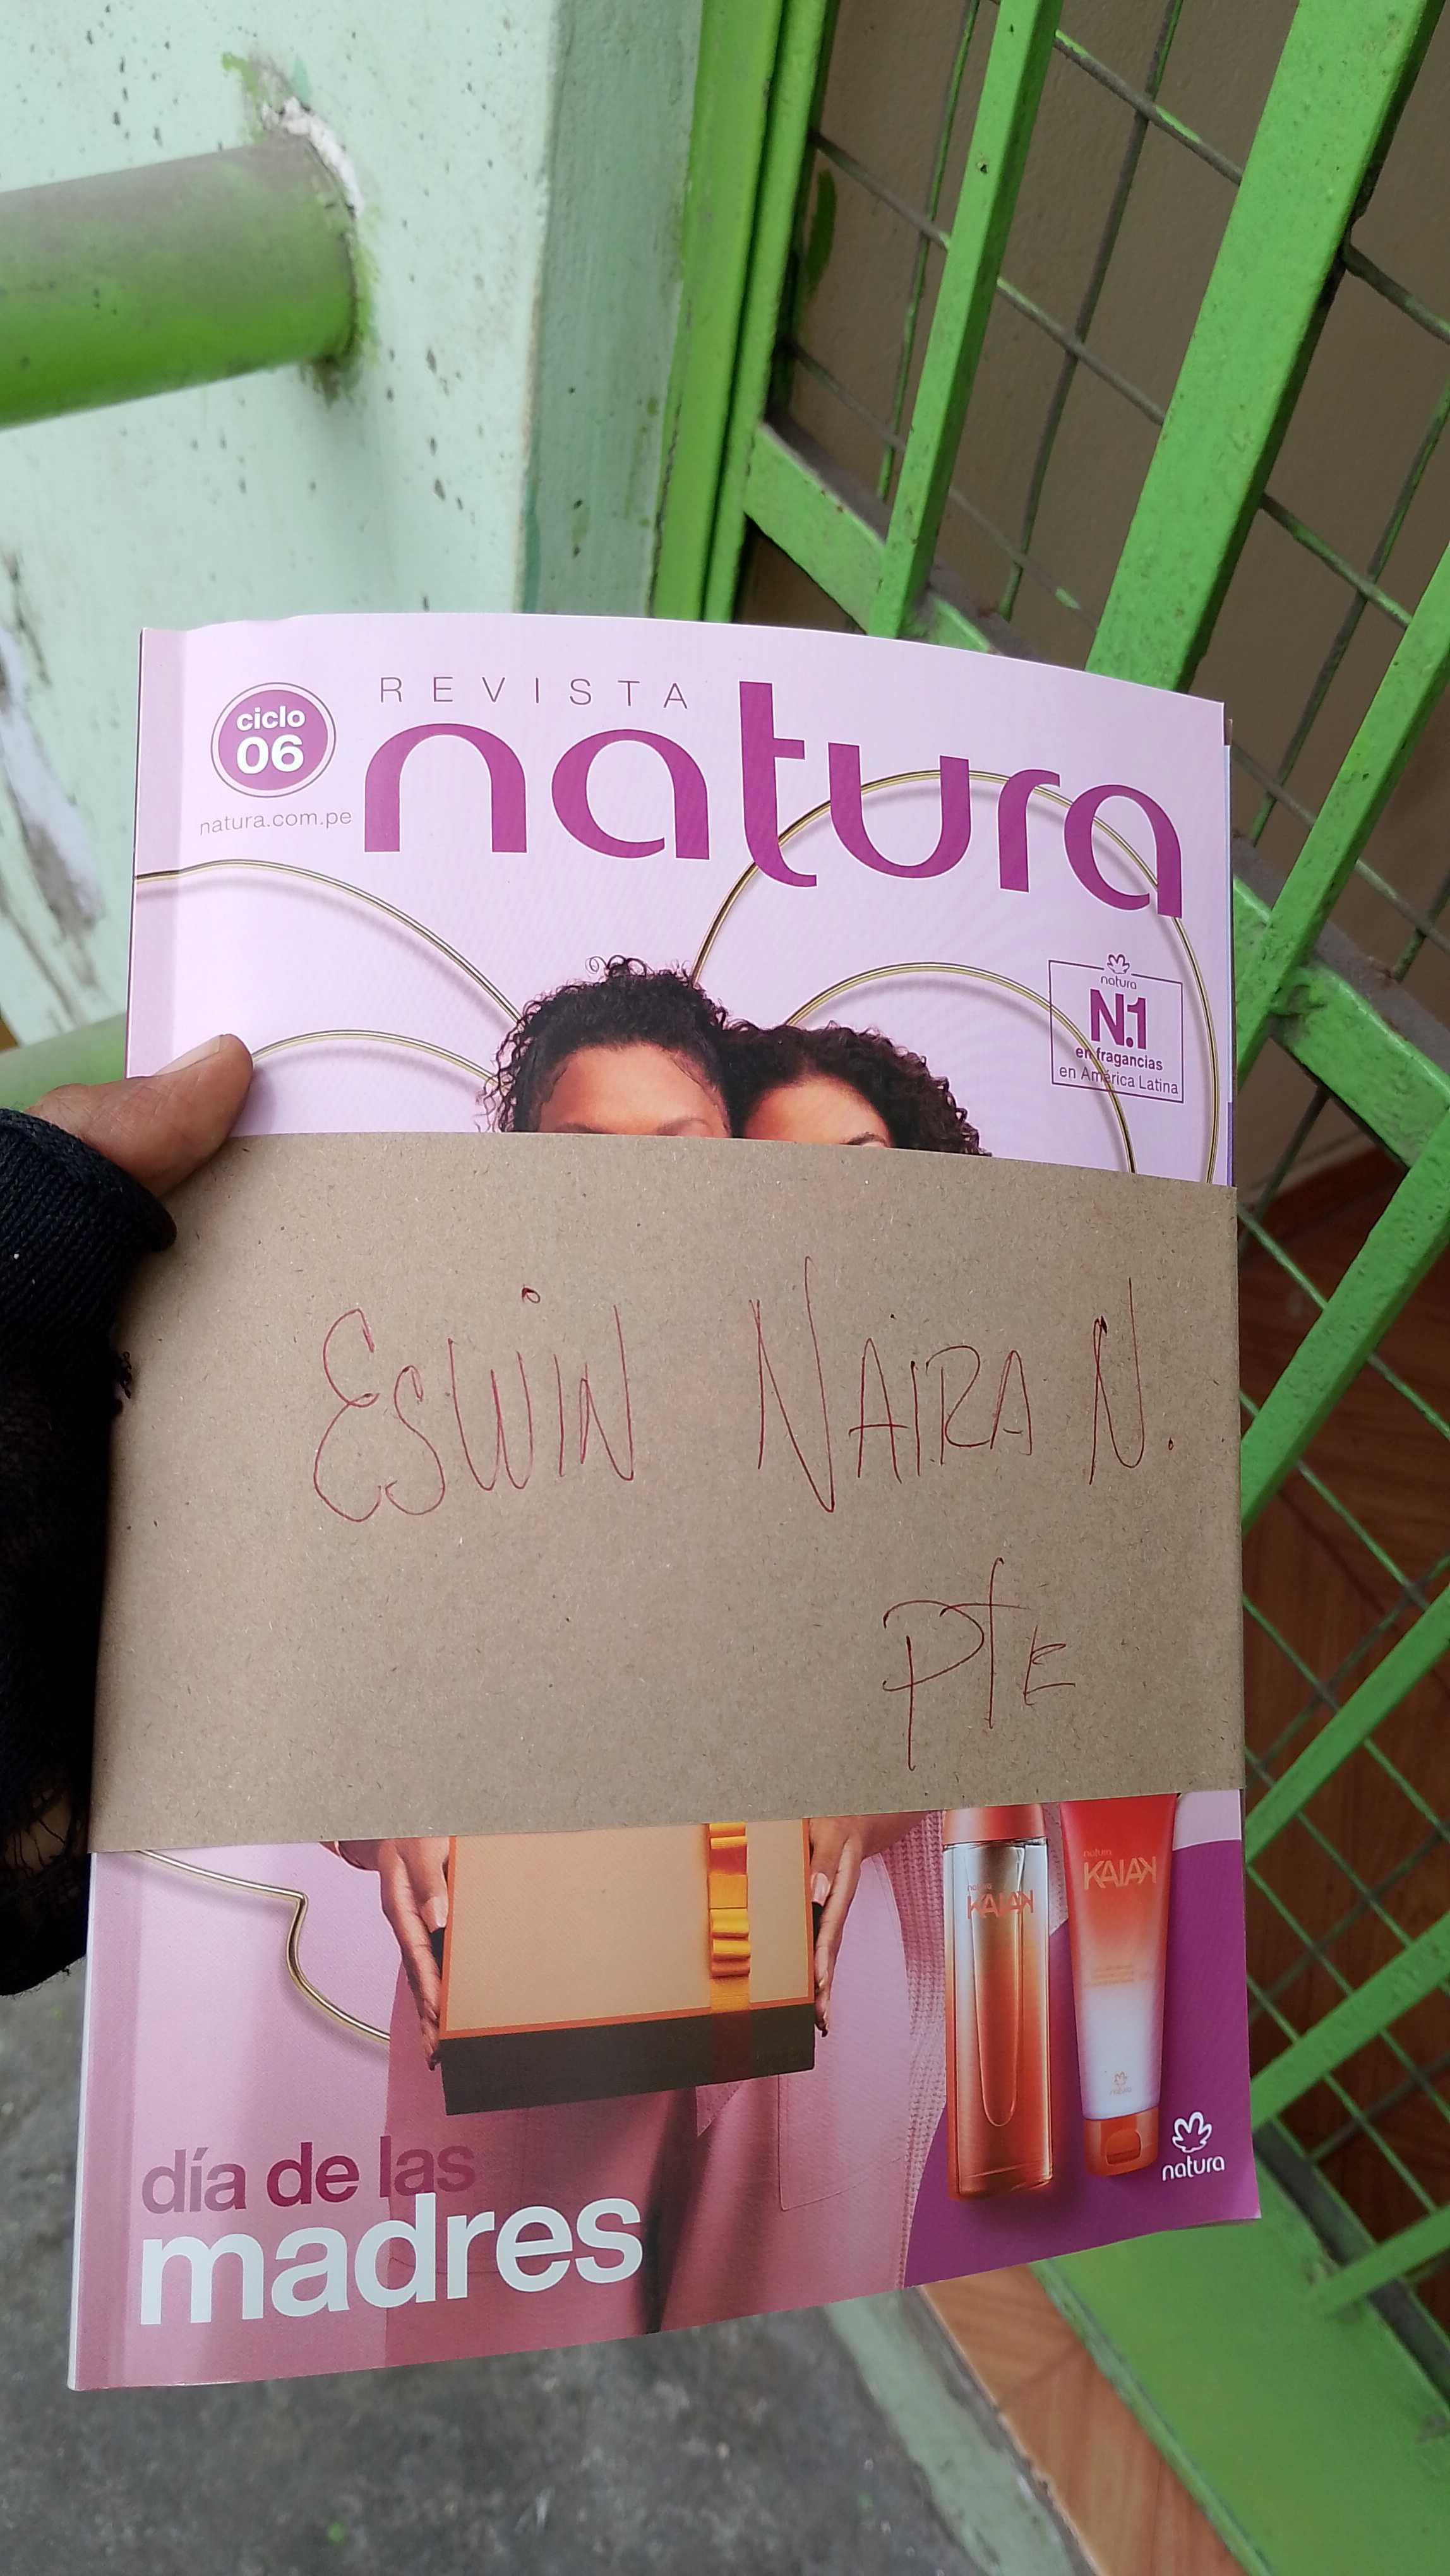 REVISTA
natura
ciclo
06
natura.com.pe
natura
N.1
en fragancias
en América Latina
ESWIN NAIRA N.
PTE
natura
KAIAK
natura
KAIAK
natura
natura
día de las
madres